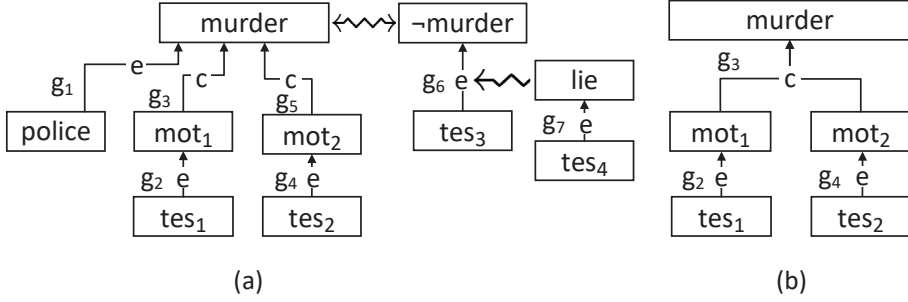 murder ¬murder murder
e c c g₆ e lie g₃ c
g₁ g₃ g₅
police mot₁ mot₂ tes₃ g₇ e mot₁ mot₂
g₂ e g₄ e tes₄ g₂ e g₄ e
tes₁ tes₂ tes₁ tes₂
(a) (b)